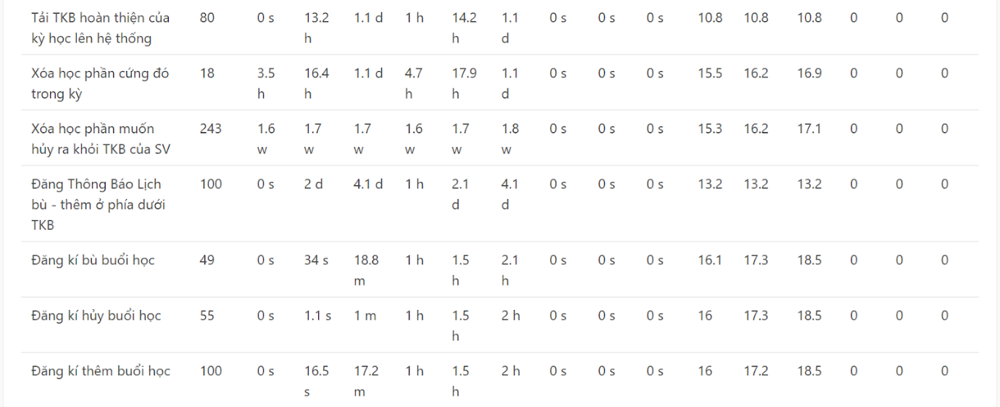 Tải TKB hoàn thiện của 80 0 s 13.2 1.1 d 1 h 14.2 1.1 0 s 0 s 0 s 10.8 10.8 10.8 0 0 0
kỳ học lên hệ thống h h d
Xóa học phần cứng đó 18 3.5 16.4 1.1 d 4.7 17.9 1.1 0 s 0 s 0 s 15.5 16.2 16.9 0 0 0
trong kỳ h h h h d
Xóa học phần muốn 243 1.6 1.7 1.7 1.6 1.7 1.8 0 s 0 s 0 s 15.3 16.2 17.1 0 0 0
hủy ra khỏi TKB của SV w w w w w w
Đăng Thông Báo Lịch 100 0 s 2 d 4.1 d 1 h 2.1 4.1 0 s 0 s 0 s 13.2 13.2 13.2 0 0 0
bù - thêm ở phía dưới d d
TKB
Đăng kí bù buổi học 49 0 s 34 s 18.8 1 h 1.5 2.1 0 s 0 s 0 s 16.1 17.3 18.5 0 0 0
m h h
Đăng kí hủy buổi học 55 0 s 1.1 s 1 m 1 h 1.5 2 h 0 s 0 s 0 s 16 17.3 18.5 0 0 0
h
Đăng kí thêm buổi học 100 0 s 16.5 17.2 1 h 1.5 2 h 0 s 0 s 0 s 16 17.2 18.5 0 0 0
s m h